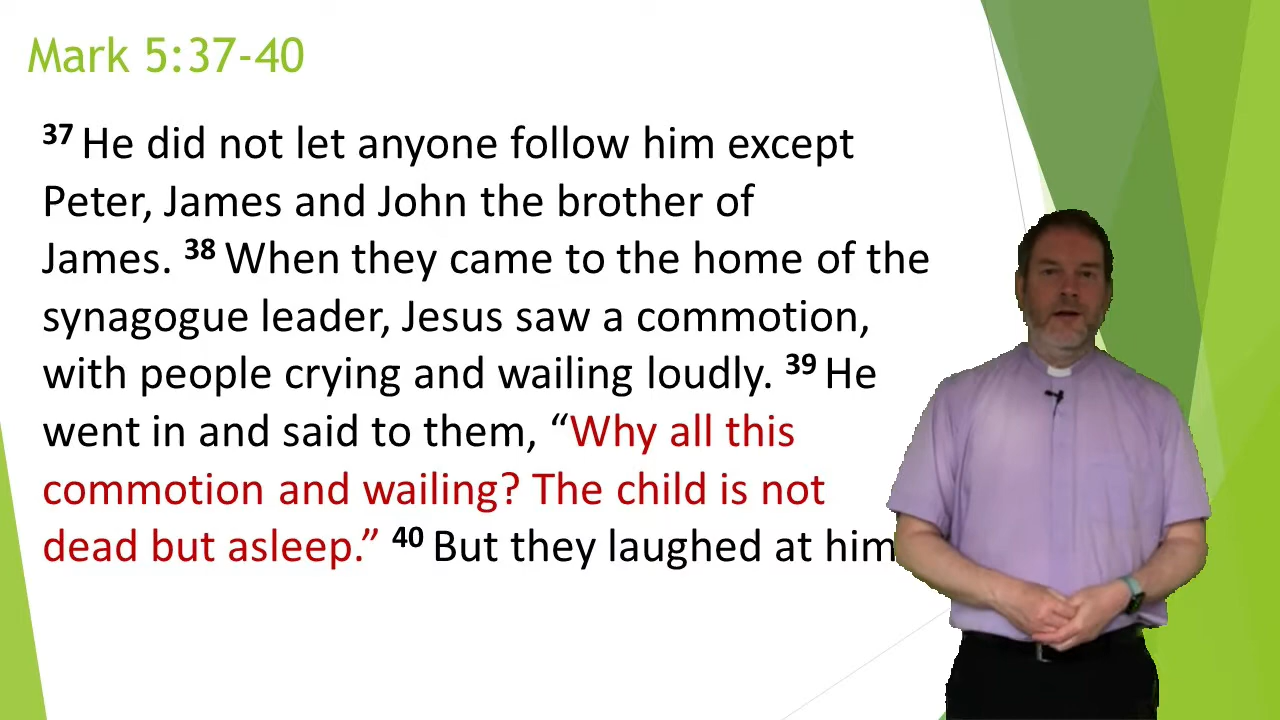 Mark 5:37-40
37 He did not let anyone follow him except
Peter, James and John the brother of
James. 38 When they came to the home of the
synagogue leader, Jesus saw a commotion,
with people crying and wailing loudly. 39 He
went in and said to them, “Why all this
commotion and wailing? The child is not
dead but asleep.” 40 But they laughed at him